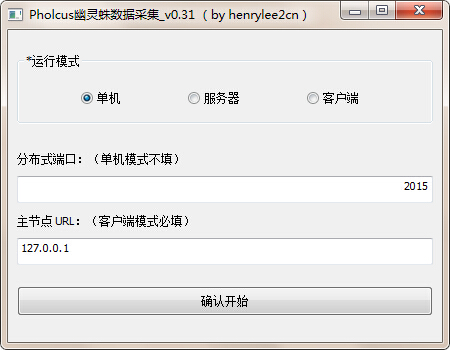 Pholcus幽灵蛛数据采集_v0.31 （by henrylee2cn ）
*运行模式
单机 服务器 客户端
分布式端口：（单机模式不填）
2015
主节点 URL：（客户端模式必填）
127.0.0.1
确认开始